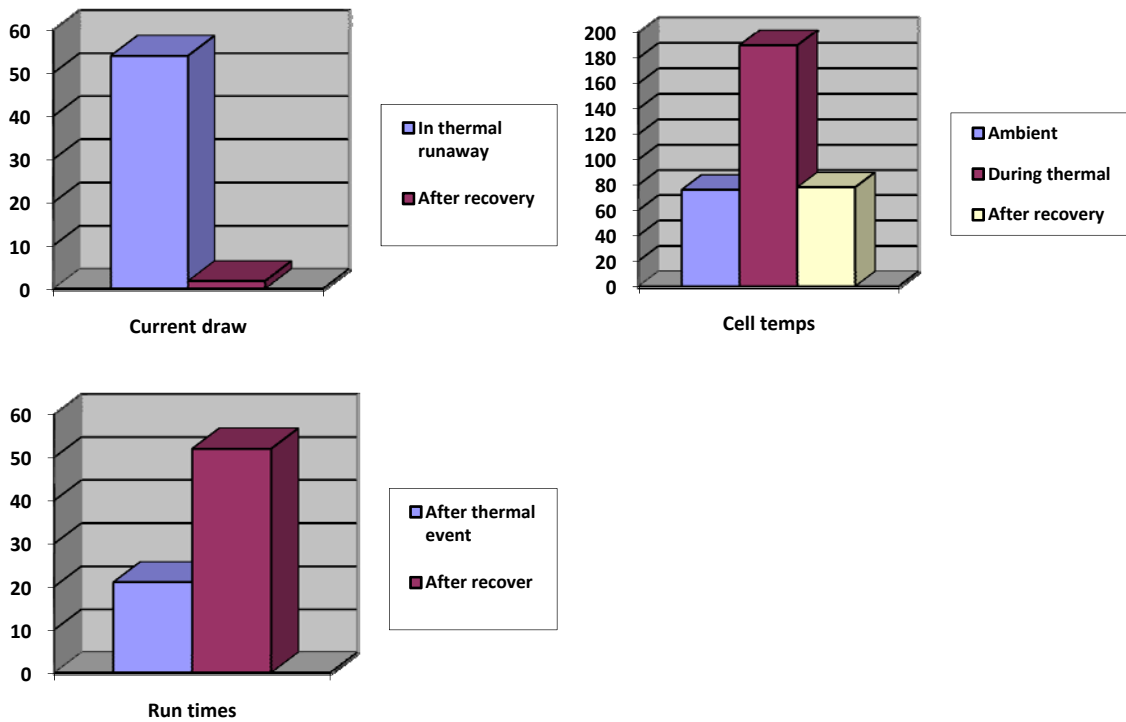 60
50
40
30
20
10
0
Current draw
In thermal
runaway
After recovery
200
180
160
140
120
100
80
60
40
20
0
Cell temps
Ambient
During thermal
After recovery
60
50
40
30
20
10
0
Run times
After thermal
event
After recover